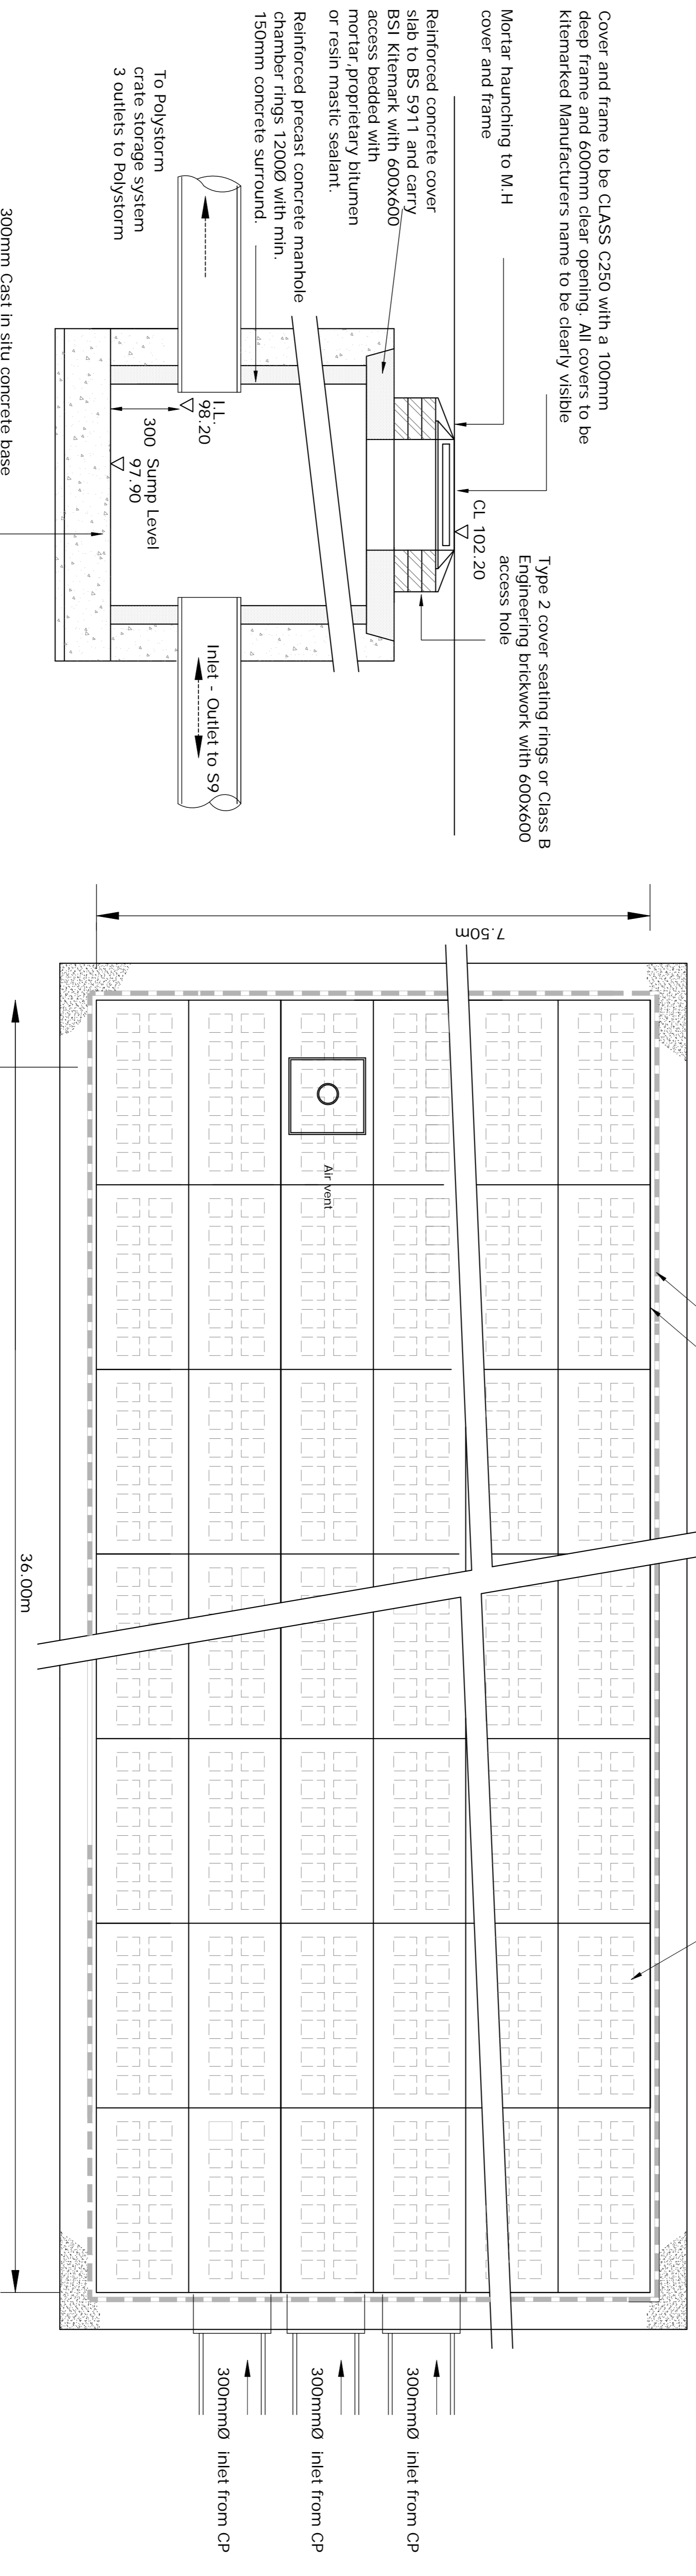 Cover and frame to be CLASS C250 with a 100mm
deep frame and 600mm clear opening. All covers to be
kitemarked Manufacturers name to be clearly visible
Mortar haunching to M.H
cover and frame
Reinforced concrete cover
slab to BS 5911 and carry
BSI Kitemark with 600x600
access bedded with
mortar,proprietary bitumen
or resin mastic sealant.
Reinforced precast concrete manhole
chamber rings 1200Ø with min.
150mm concrete surround.
To Polystorm
crate storage system
3 outlets to Polystorm
300mm Cast in situ concrete base
CL 102.20
Type 2 cover seating rings or Class B
Engineering brickwork with 600x600
access hole
I.L.
98.20
300
Sump Level
97.90
Inlet - Outlet to S9
7.50m
Air vent
36.00m
300mmØ inlet from CP
300mmØ inlet from CP
300mmØ inlet from CP